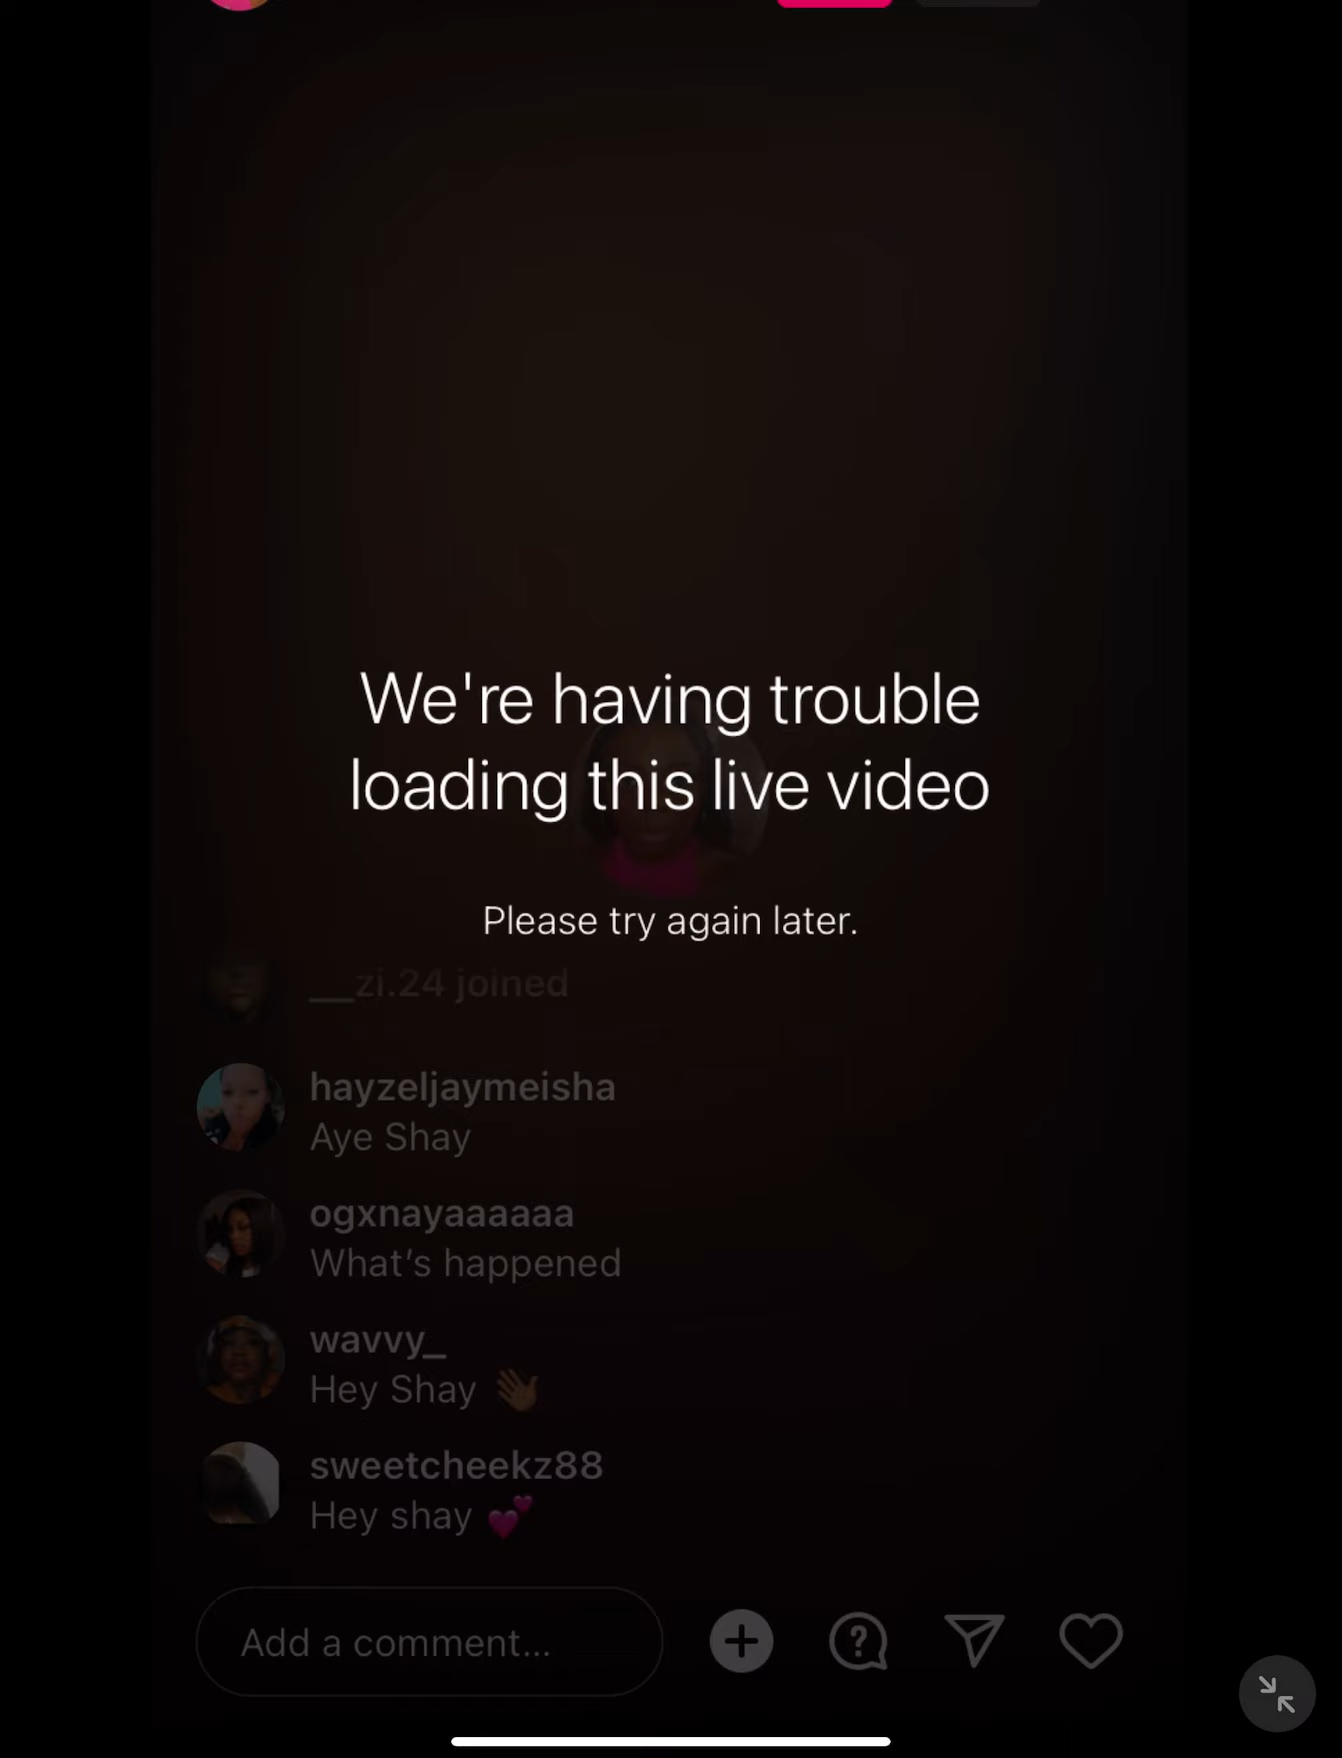 We're having trouble
loading this live video
Please try again later.
___zi.24 joined
hayzeljaymeisha
Aye Shay
ogxnayaaaaaa
What’s happened
wavvy_
Hey Shay 👋🏾
sweetcheekz88
Hey shay 💕
Add a comment...